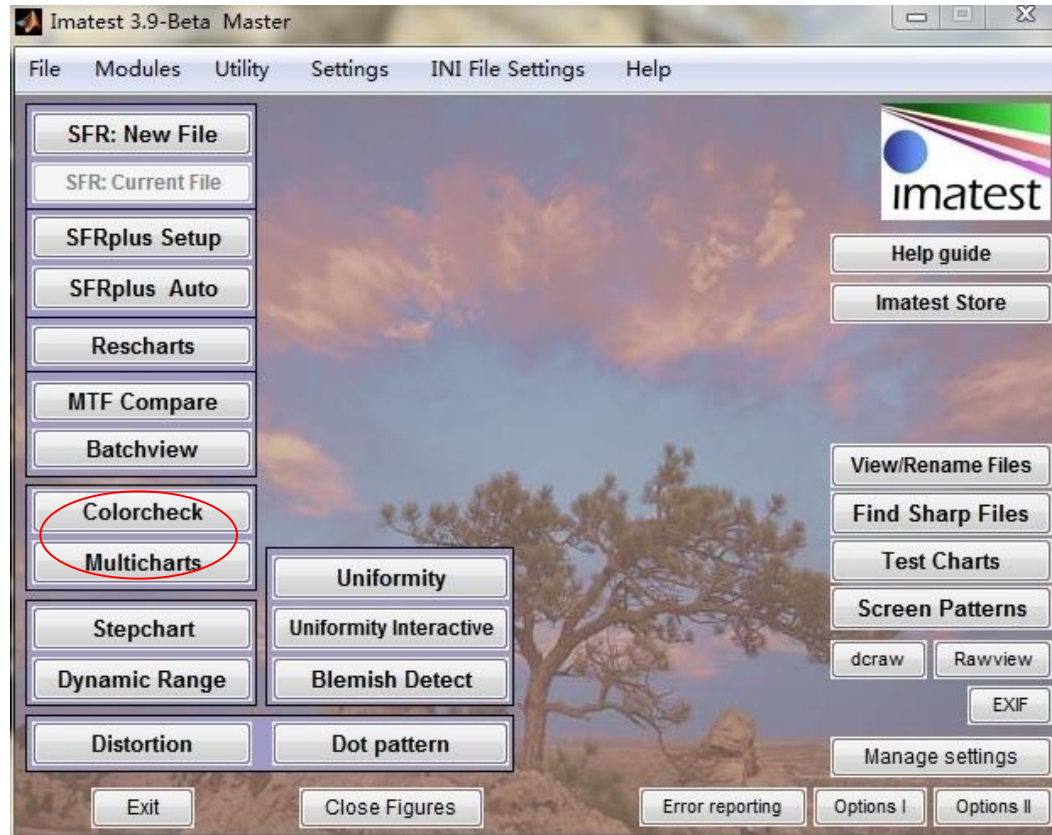 Imatest 3.9-Beta Master
File Modules Utility Settings INI File Settings Help
SFR: New File
SFR: Current File
SFRplus Setup
SFRplus Auto
Rescharts
MTF Compare
Batchview
Colorcheck
Multicharts
Stepchart
Dynamic Range
Uniformity
Uniformity Interactive
Blemish Detect
Distortion
Dot pattern
Exit
Close Figures
imatest
Help guide
Imatest Store
View/Rename Files
Find Sharp Files
Test Charts
Screen Patterns
dcraw
Rawview
EXIF
Manage settings
Error reporting
Options I
Options II